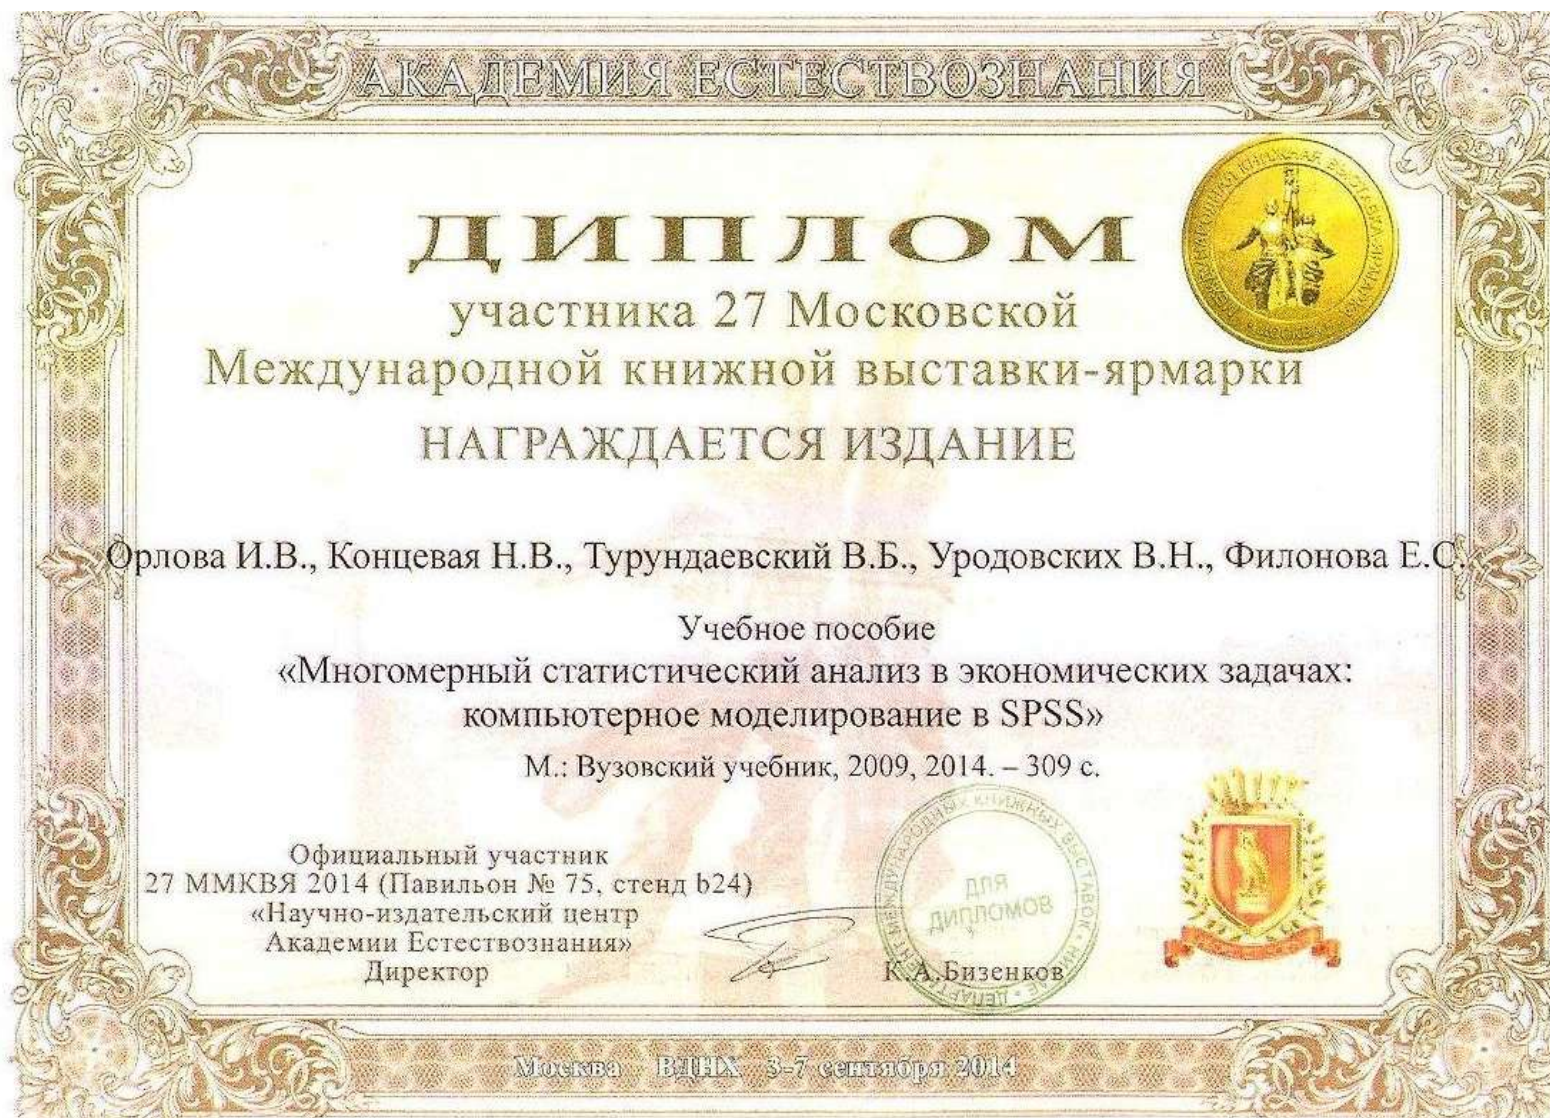 АКАДЕМИЯ ЕСТЕСТВОЗНАНИЯ
ДИПЛОМ
участника 27 Московской
Международной книжной выставки-ярмарки
НАГРАЖДАЕТСЯ ИЗДАНИЕ
Орлова И.В., Концевая Н.В., Турундаевский В.Б., Уродовских В.Н., Филонова Е.С.
Учебное пособие
«Многомерный статистический анализ в экономических задачах:
компьютерное моделирование в SPSS»
М.: Вузовский учебник, 2009, 2014. – 309 с.
Официальный участник
27 ММКВЯ 2014 (Павильон № 75, стенд b24)
«Научно-издательский центр
Академии Естествознания»
Директор
К.А.Бизенков
МЕЖДУНАРОДНЫХ КНИЖНЫХ ВЫСТАВОК
ДЛЯ
ДИПЛОМОВ
Москва ВДНХ 3-7 сентября 2014